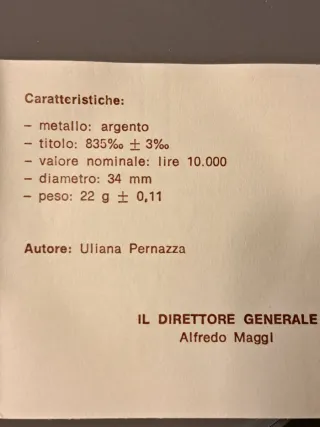 Caratteristiche:
– metallo: argento
– titolo: 835‰ ± 3‰
– valore nominale: lire 10.000
– diametro: 34 mm
– peso: 22 g ± 0,11
Autore: Uliana Pernazza
IL DIRETTORE GENERALE
Alfredo Maggi